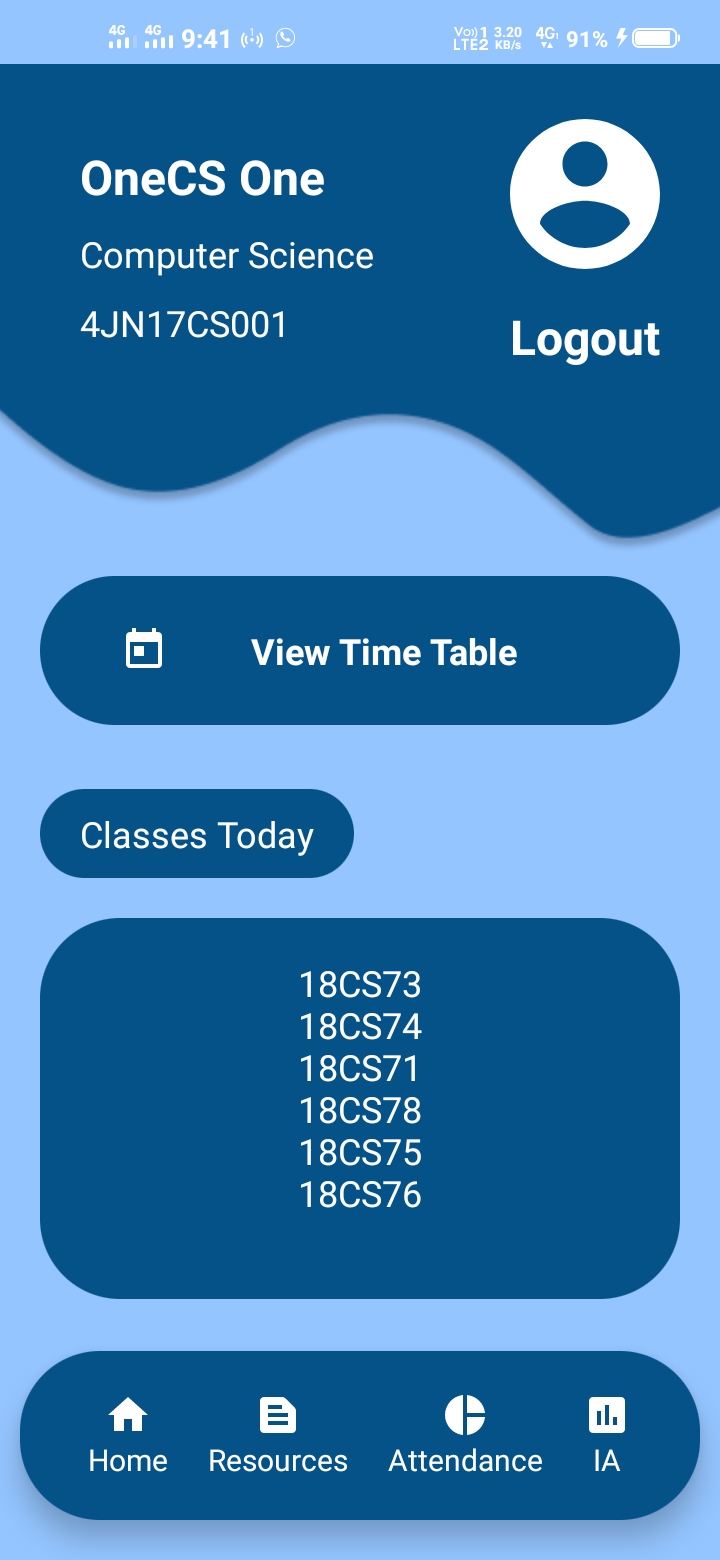 4G 4G 9:41
Vo 1 LTE2 3.20 KB/s 4G 91%
OneCS One
Computer Science
4JN17CS001
Logout
View Time Table
Classes Today
18CS73
18CS74
18CS71
18CS78
18CS75
18CS76
Home Resources Attendance IA